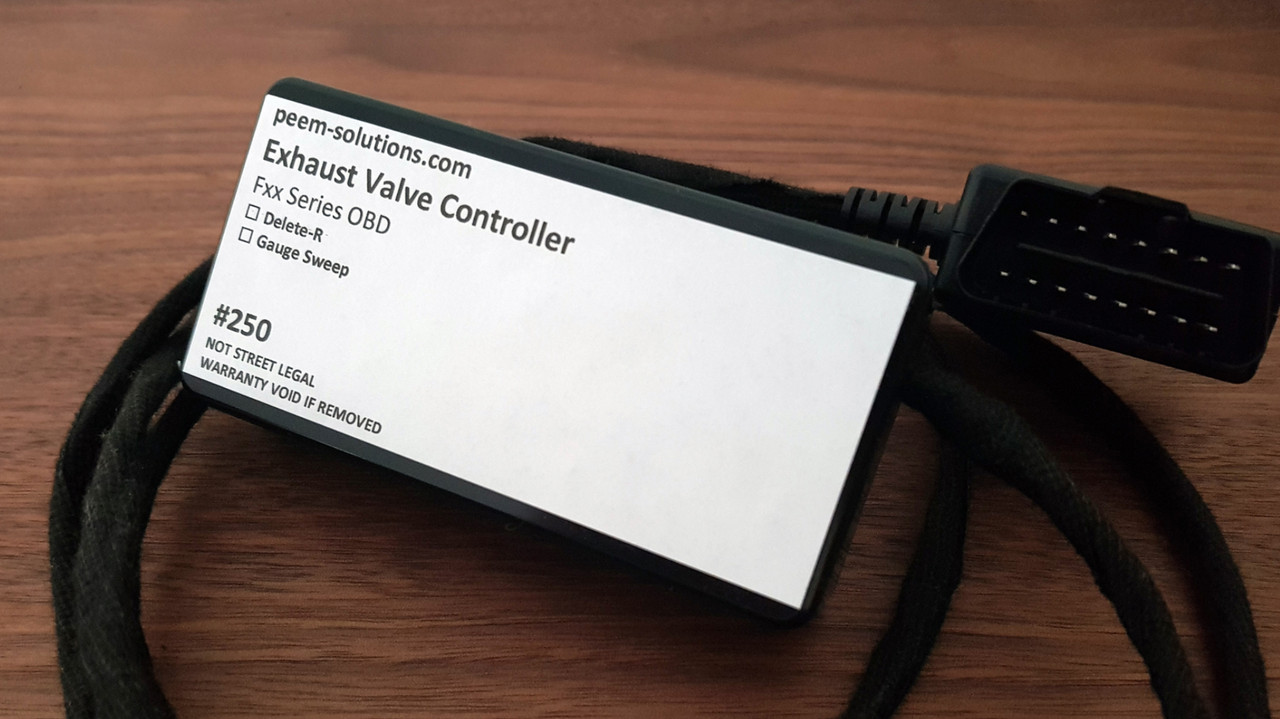 peem-solutions.com
Exhaust Valve Controller
Fxx Series OBD
☐ Delete-R
☐ Gauge Sweep
#250
NOT STREET LEGAL
WARRANTY VOID IF REMOVED